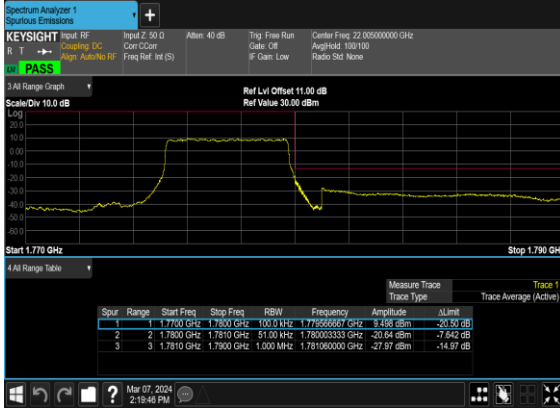 Spectrum Analyzer 1
Spurious Emissions
+
KEYSIGHT Input: RF Input Z: 50 Ω Atten: 40 dB Trig: Free Run Center Freq: 22.005000000 GHz
R T Coupling: DC Corr CCorr Gate: Off Avg|Hold: 100/100
Align: Auto/No RF Freq Ref: Int (S) IF Gain: Low Radio Std: None
PASS
3 All Range Graph
Ref Lvl Offset 11.00 dB
Scale/Div 10.0 dB Ref Value 30.00 dBm
Log
20.0
10.0
0.00
-10.0
-20.0
-30.0
-40.0
-50.0
-60.0
Start 1.770 GHz Stop 1.790 GH
4 All Range Table
Measure Trace Trace 1
Trace Type Trace Average (Active)
Spur Range Start Freq Stop Freq RBW Frequency Amplitude ΔLimit
1 1 1.7700 GHz 1.7800 GHz 100.0 kHz 1.779566667 GHz 9.498 dBm -20.50 dB
2 2 1.7800 GHz 1.7810 GHz 51.00 kHz 1.780003333 GHz -20.64 dBm -7.642 dB
3 3 1.7810 GHz 1.7900 GHz 1.000 MHz 1.781060000 GHz -27.97 dBm -14.97 dB
? Mar 07, 2024
2:19:46 PM